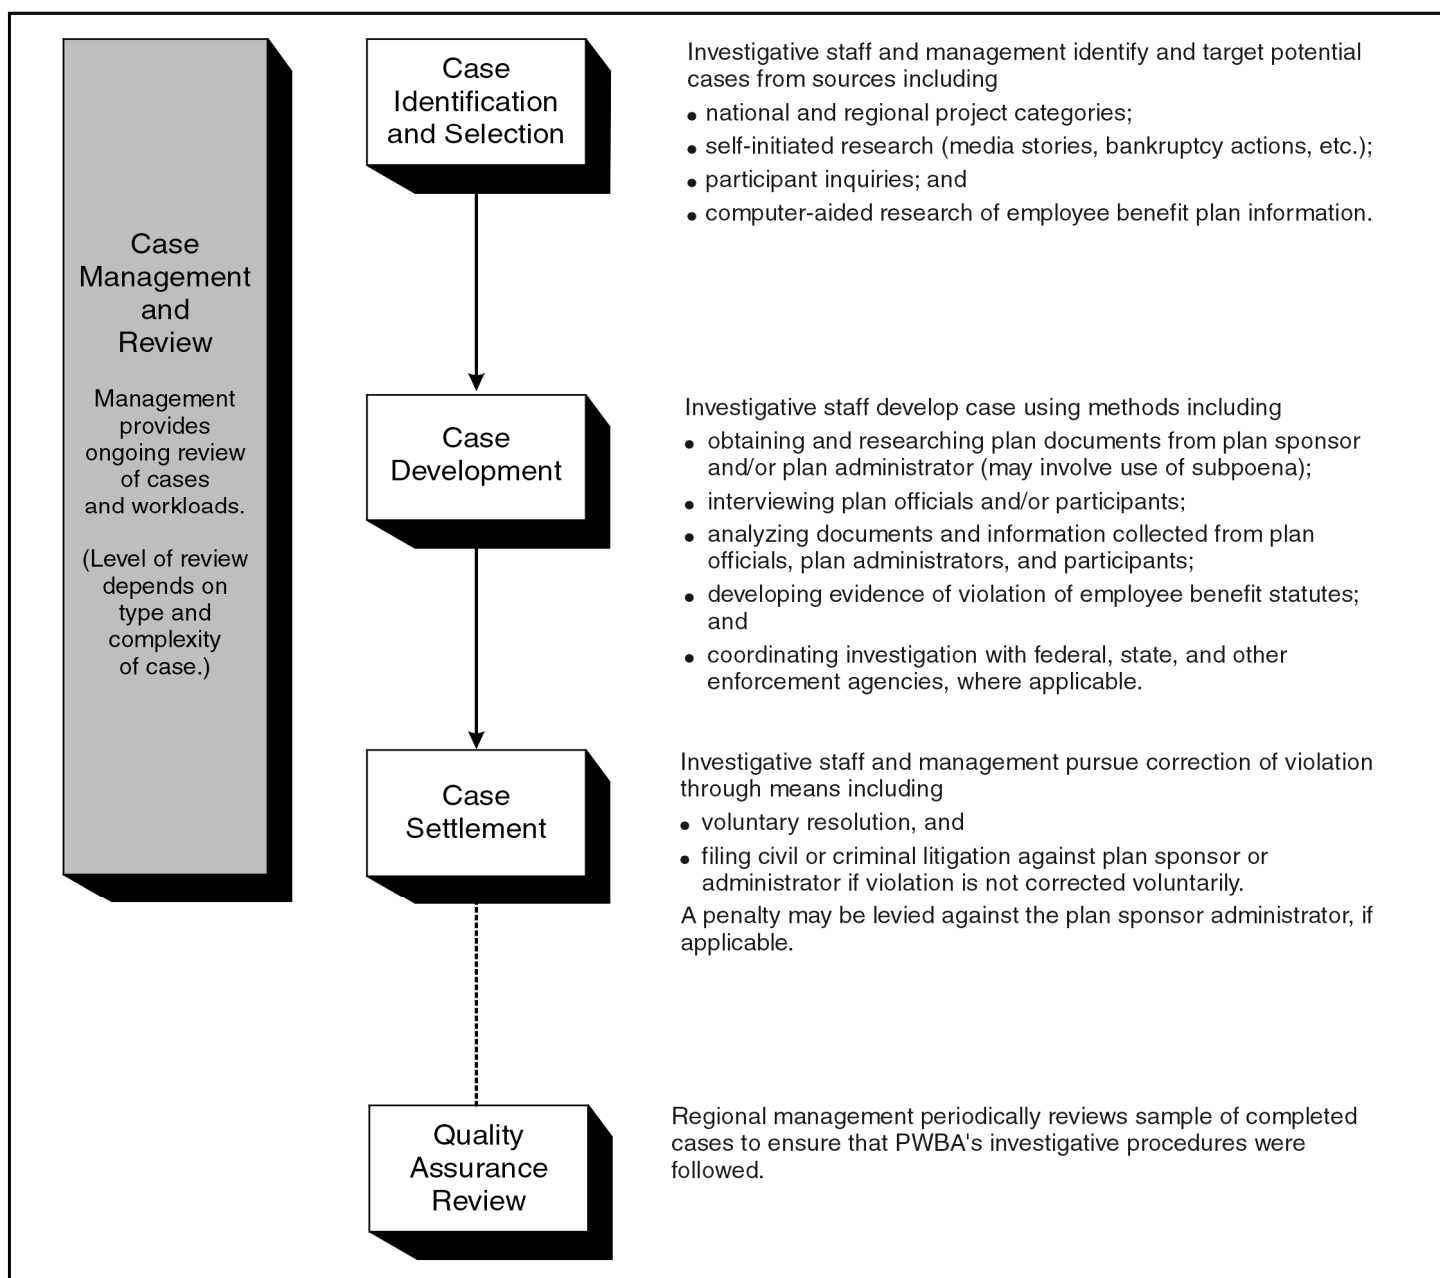 Case
Management
and
Review
Management
provides
ongoing review
of cases
and workloads.
(Level of review
depends on
type and
complexity
of case.)
Case
Identification
and Selection
Investigative staff and management identify and target potential
cases from sources including
• national and regional project categories;
• self-initiated research (media stories, bankruptcy actions, etc.);
• participant inquiries; and
• computer-aided research of employee benefit plan information.
Case
Development
Investigative staff develop case using methods including
• obtaining and researching plan documents from plan sponsor
and/or plan administrator (may involve use of subpoena);
• interviewing plan officials and/or participants;
• analyzing documents and information collected from plan
officials, plan administrators, and participants;
• developing evidence of violation of employee benefit statutes;
and
• coordinating investigation with federal, state, and other
enforcement agencies, where applicable.
Case
Settlement
Investigative staff and management pursue correction of violation
through means including
• voluntary resolution, and
• filing civil or criminal litigation against plan sponsor or
administrator if violation is not corrected voluntarily.
A penalty may be levied against the plan sponsor administrator, if
applicable.
Quality
Assurance
Review
Regional management periodically reviews sample of completed
cases to ensure that PWBA's investigative procedures were
followed.